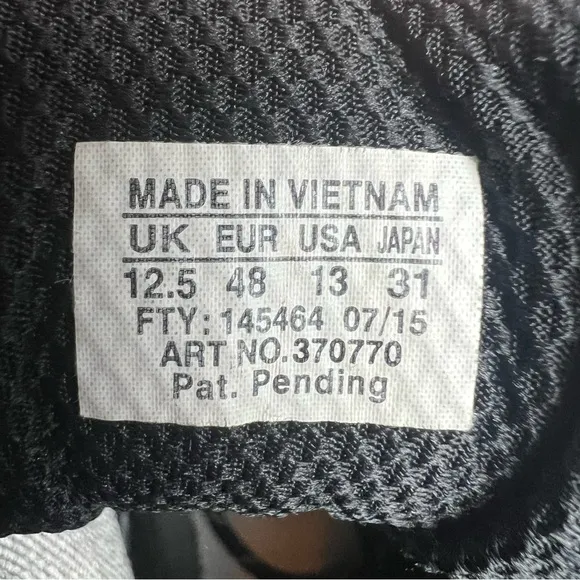 MADE IN VIETNAM
UK EUR USA JAPAN
12.5 48 13 31
FTY: 145464 07/15
ART NO.370770
Pat. Pending